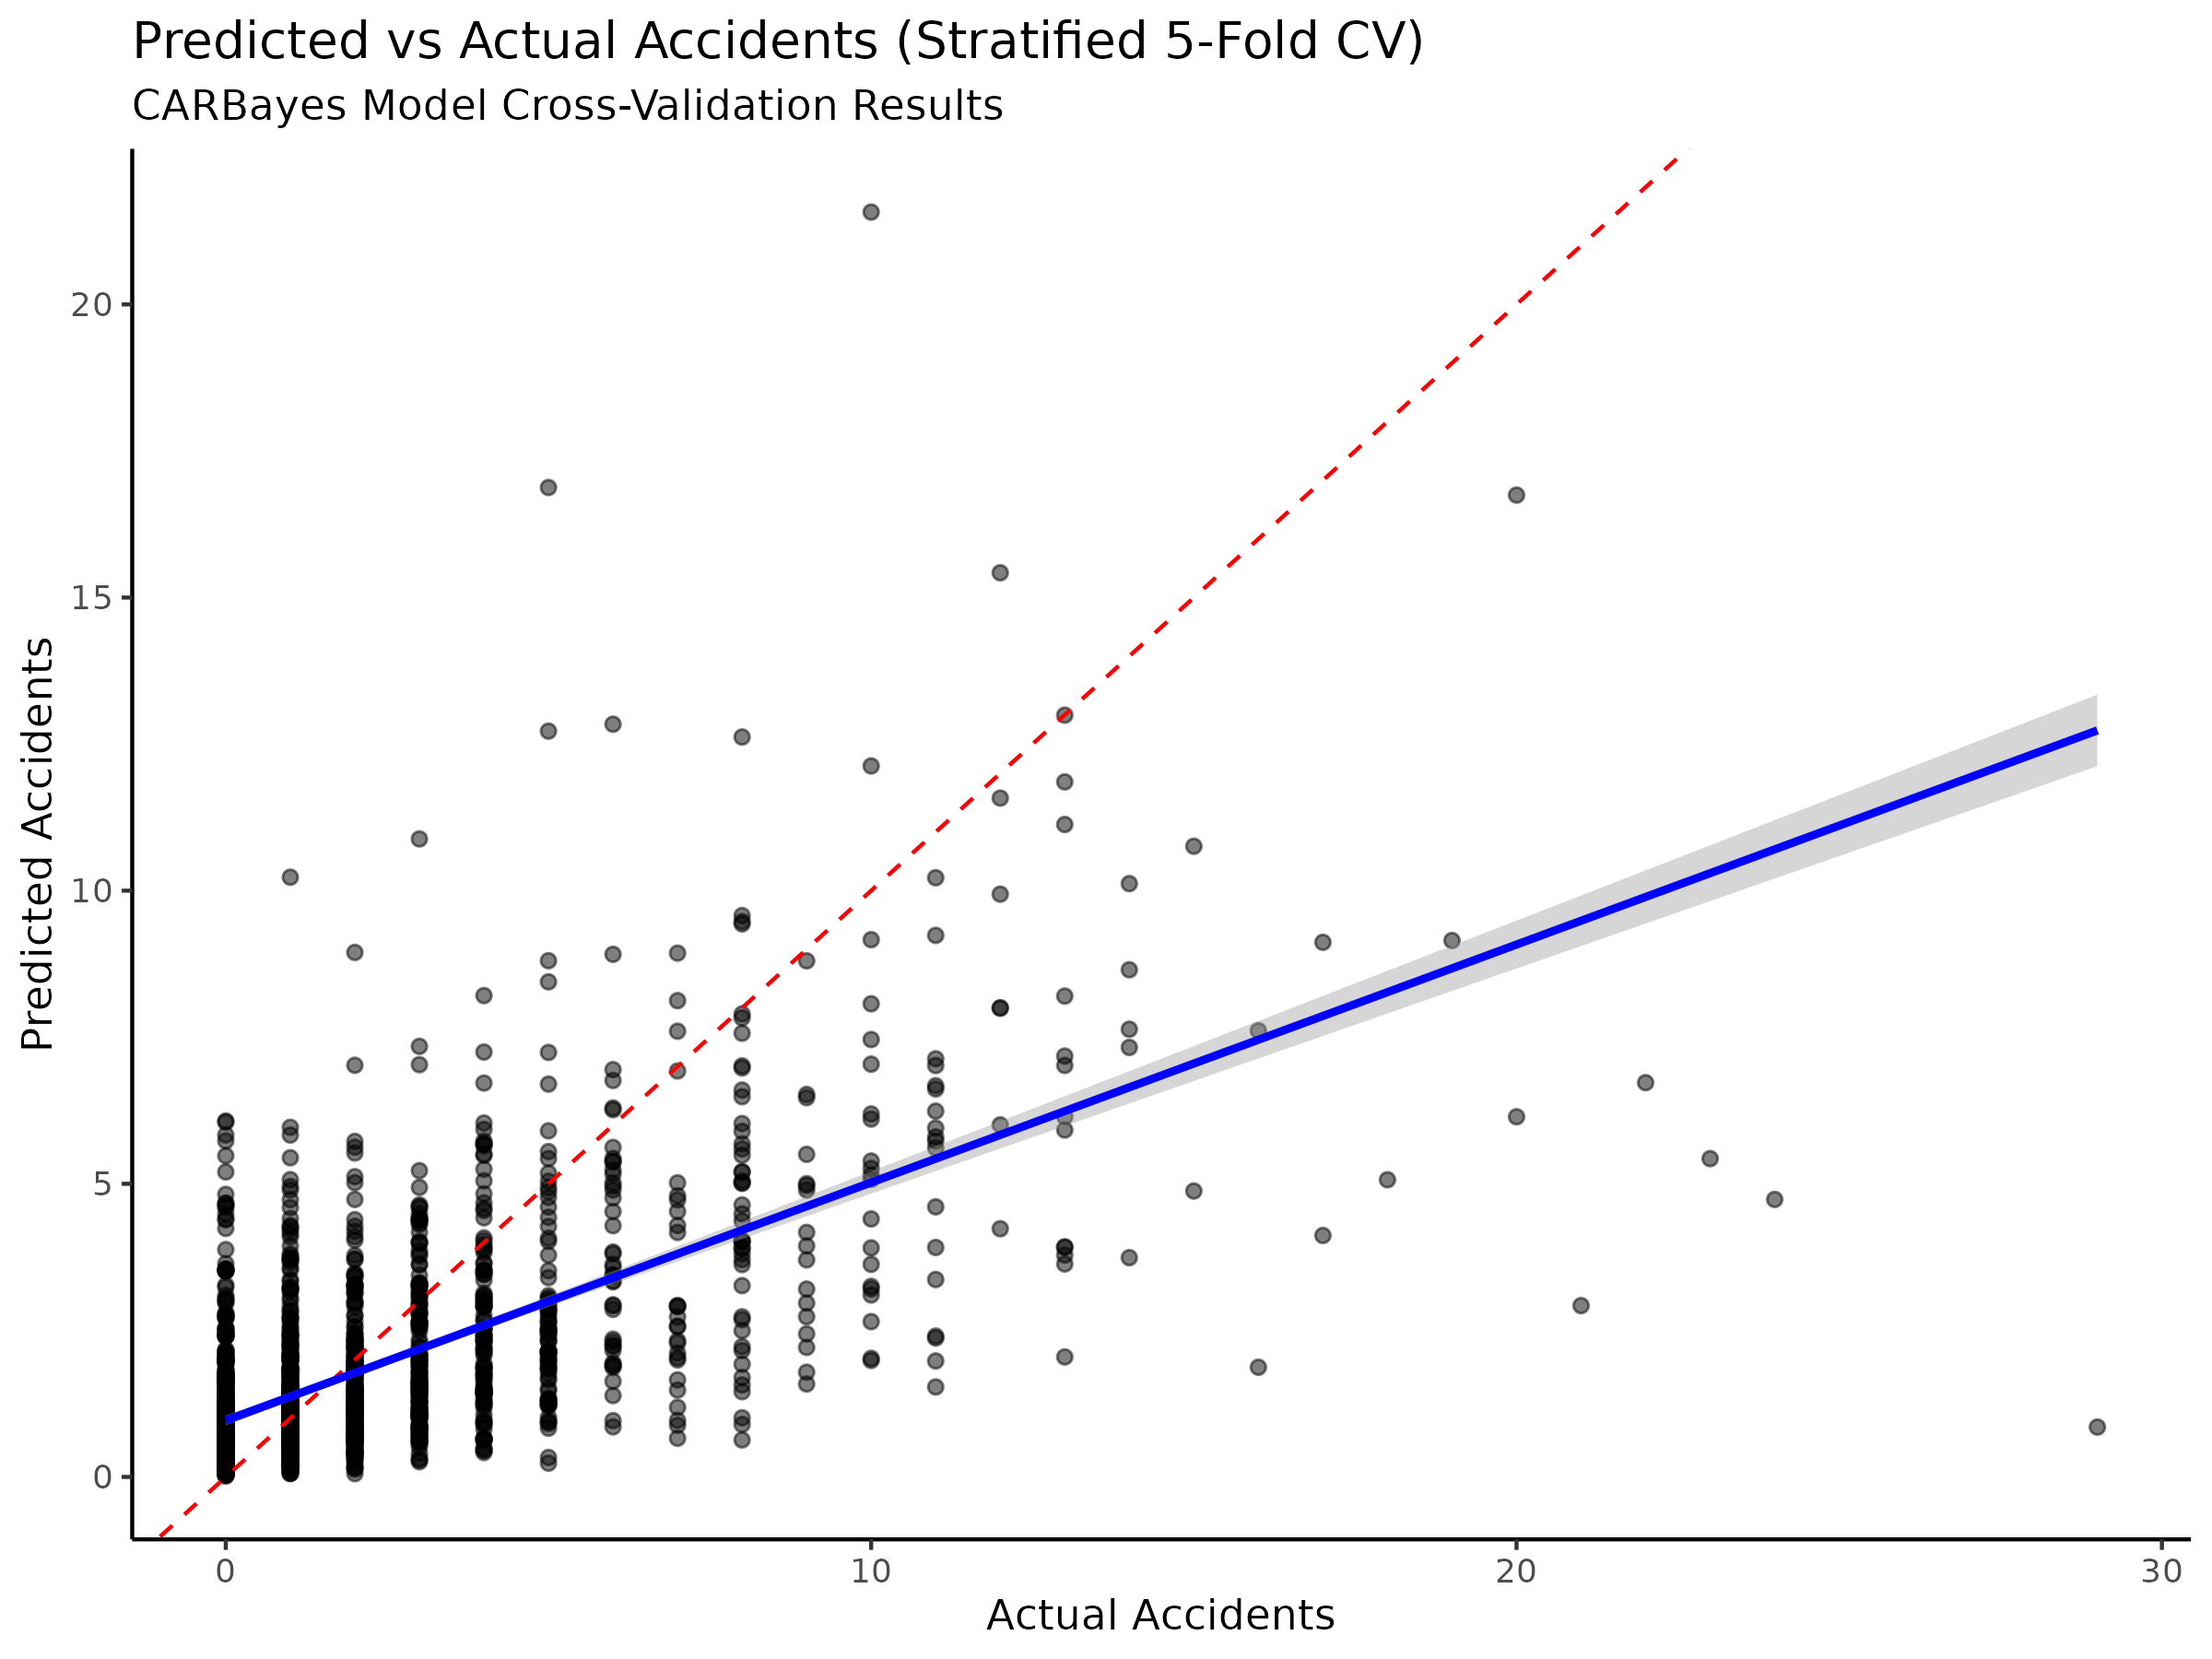 Predicted vs Actual Accidents (Stratified 5-Fold CV)
CARBayes Model Cross-Validation Results
Predicted Accidents
20
15
10
5
0
0 10 20 30
Actual Accidents